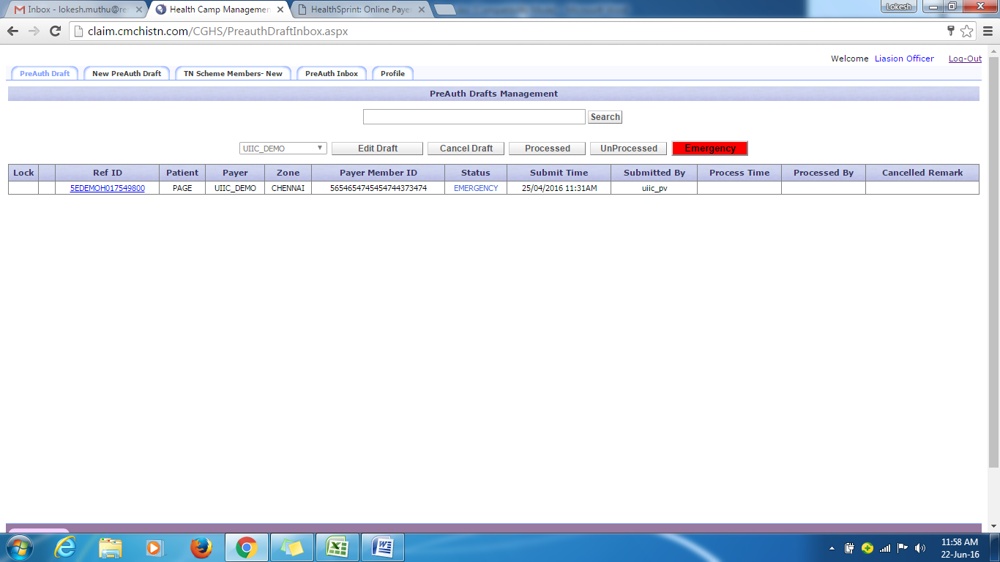 Inbox - lokesh.muthu@re
Health Camp Managemen
HealthSprint: Online Paye
Lokesh
claim.cmchistn.com/CGHS/PreauthDraftInbox.aspx
Welcome Liasion Officer Log-Out
PreAuth Draft New PreAuth Draft TN Scheme Members- New PreAuth Inbox Profile
PreAuth Drafts Management
Search
UIIC_DEMO Edit Draft Cancel Draft Processed UnProcessed Emergency
Lock Ref ID Patient Payer Zone Payer Member ID Status Submit Time Submitted By Process Time Processed By Cancelled Remark
5EDEMOH017549800 PAGE UIIC_DEMO CHENNAI 5654654745454744373474 EMERGENCY 25/04/2016 11:31AM uiic_pv
11:58 AM
22-Jun-16